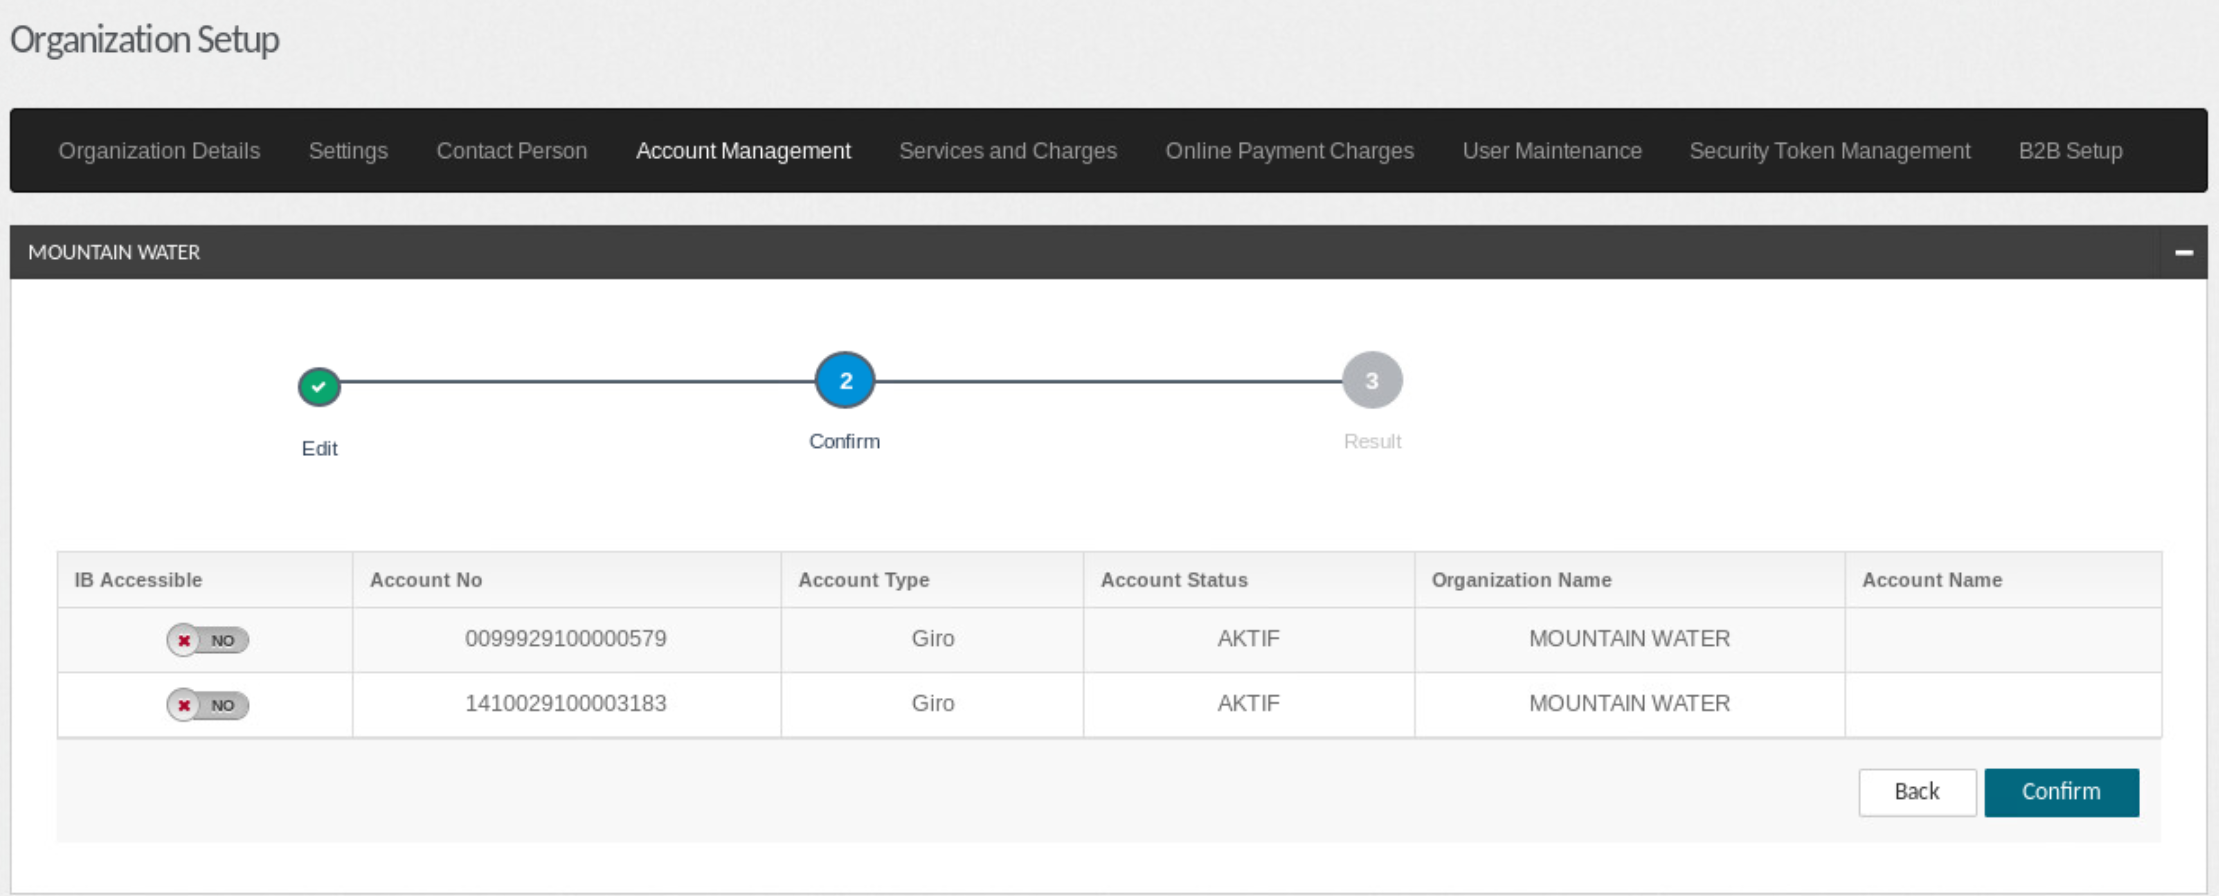 Organization Setup
Organization Details Settings Contact Person Account Management Services and Charges Online Payment Charges User Maintenance Security Token Management B2B Setup
MOUNTAIN WATER
2 3
Edit Confirm Result
IB Accessible Account No Account Type Account Status Organization Name Account Name
NO 0099929100000579 Giro AKTIF MOUNTAIN WATER
NO 1410029100003183 Giro AKTIF MOUNTAIN WATER
Back Confirm